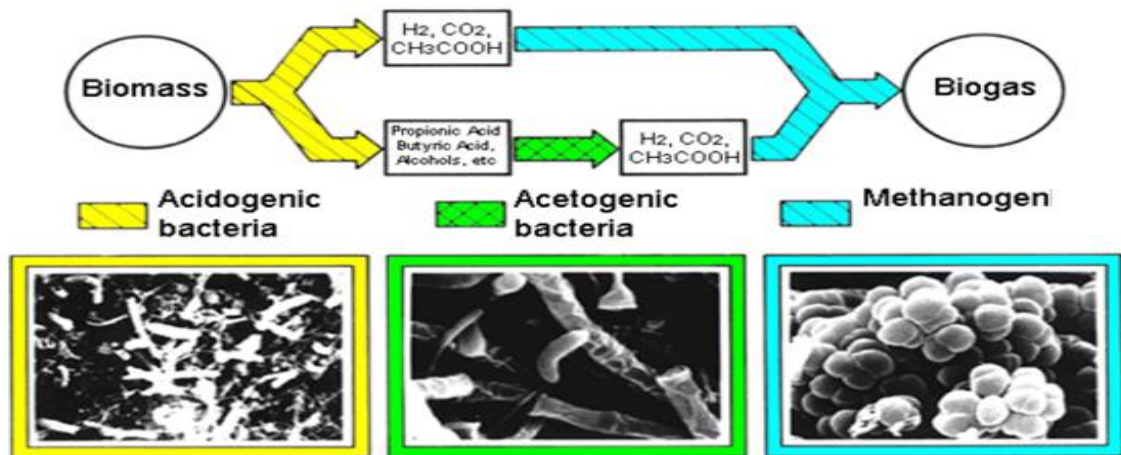 H2, CO2,
CH3COOH
Biomass
Biogas
Propionic Acid
Butyric Acid,
Alcohols, etc
H2, CO2,
CH3COOH
Acidogenic
bacteria
Acetogenic
bacteria
Methanogen